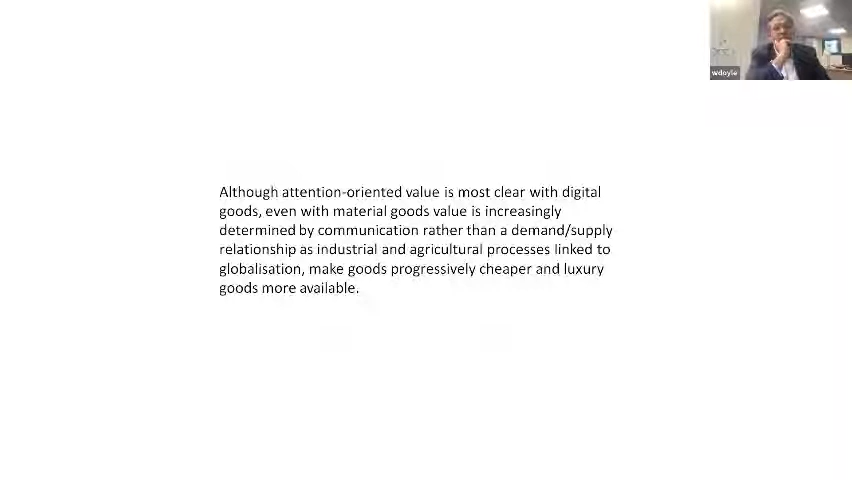 wdoyle
Although attention-oriented value is most clear with digital
goods, even with material goods value is increasingly
determined by communication rather than a demand/supply
relationship as industrial and agricultural processes linked to
globalisation, make goods progressively cheaper and luxury
goods more available.